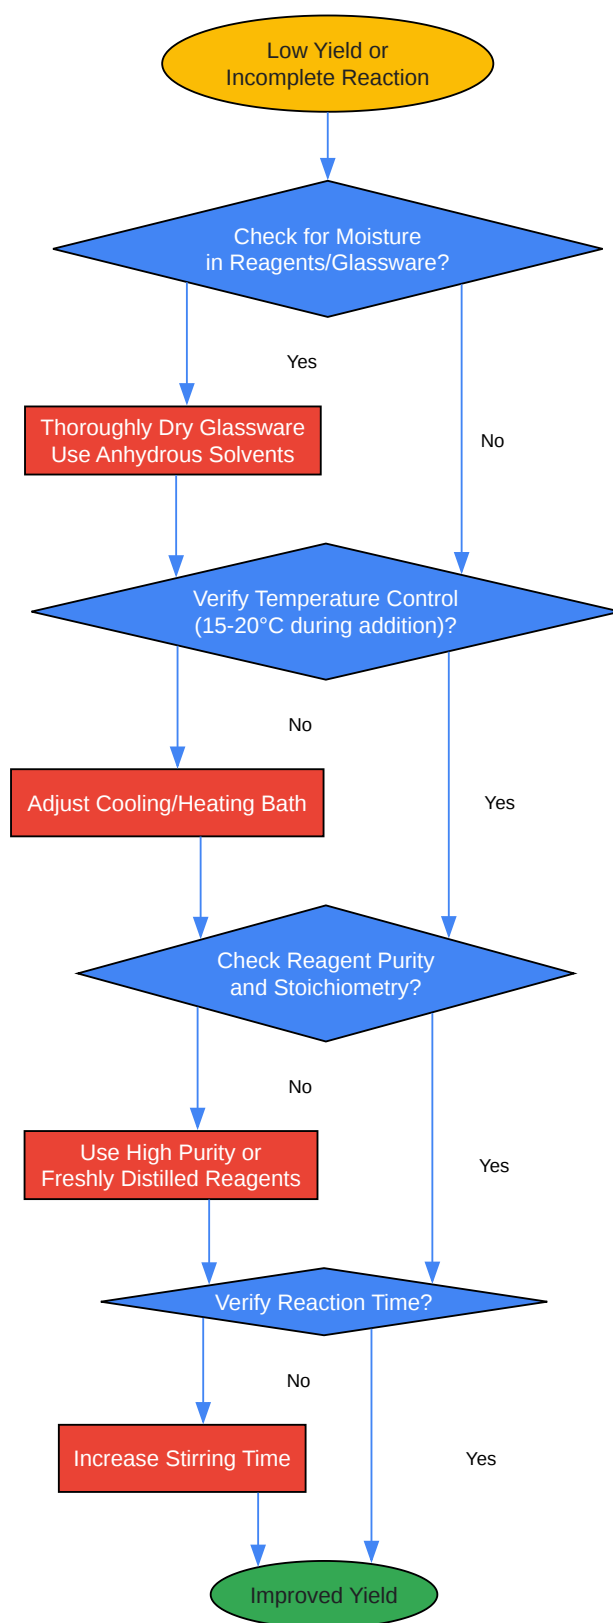 Low Yield or
Incomplete Reaction
Check for Moisture
in Reagents/Glassware?
Yes
Thoroughly Dry Glassware
Use Anhydrous Solvents
No
Verify Temperature Control
(15-20°C during addition)?
No
Adjust Cooling/Heating Bath
Yes
Check Reagent Purity
and Stoichiometry?
No
Use High Purity or
Freshly Distilled Reagents
Yes
Verify Reaction Time?
No
Increase Stirring Time
Yes
Improved Yield